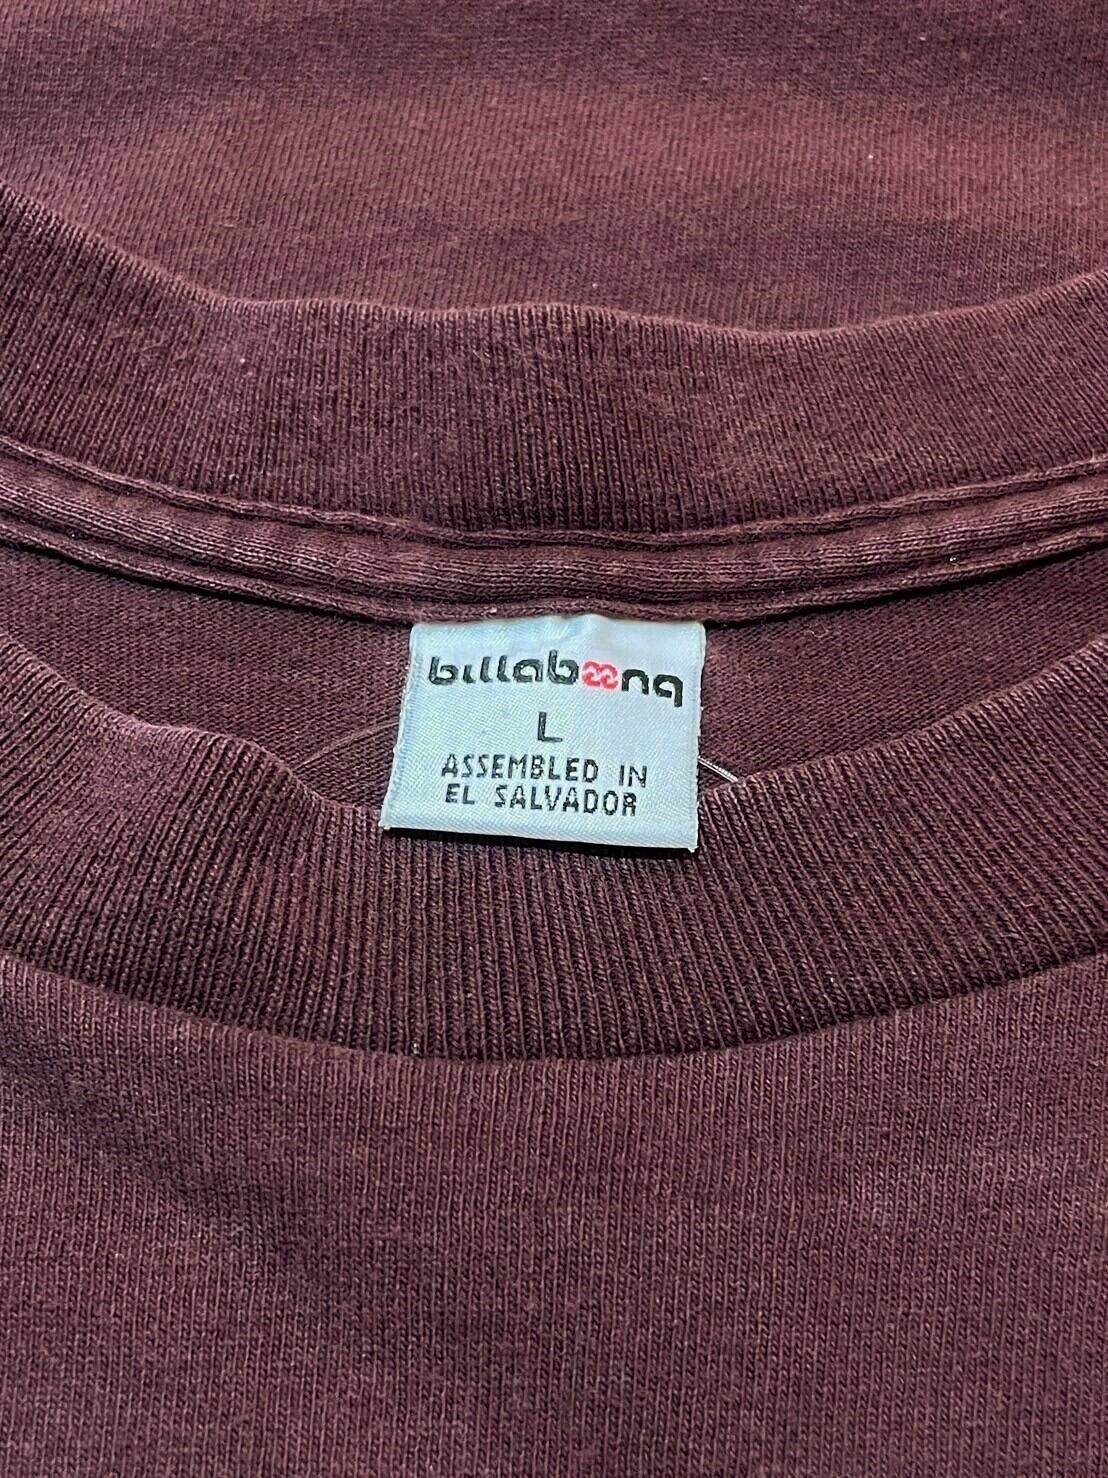 billabong
L
ASSEMBLED IN
EL SALVADOR